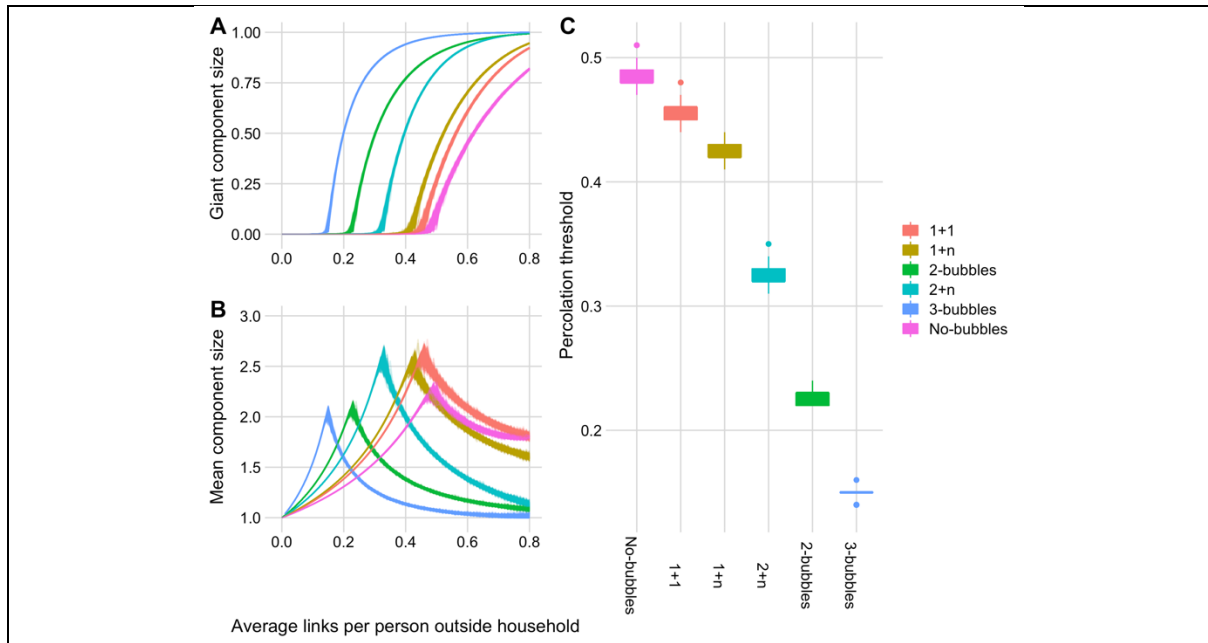 A
Giant component size
1.00
0.75
0.50
0.25
0.00
0.0 0.2 0.4 0.6 0.8
B
Mean component size
3.0
2.5
2.0
1.5
1.0
0.0 0.2 0.4 0.6 0.8
Average links per person outside household
C
Percolation threshold
0.5
0.4
0.3
0.2
No-bubbles
1+1
1+n
2+n
2-bubbles
3-bubbles
1+1
1+n
2-bubbles
2+n
3-bubbles
No-bubbles